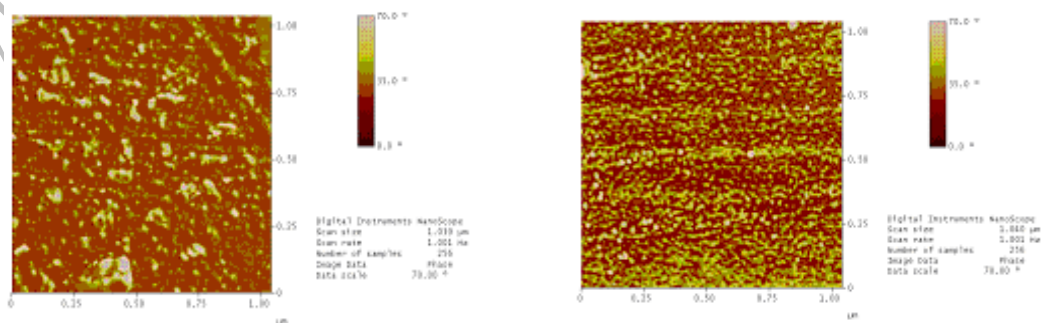 70.0 °
35.0 °
0.0 °
1.00
0.75
0.50
0.25
0
0
0.25
0.50
0.75
1.00
µm
Digital Instruments NanoScope
Scan size 1.030 µm
Scan rate 1.001 Hz
Number of samples 256
Image Data Phase
Data scale 70.00 °
70.0 °
35.0 °
0.0 °
1.00
0.75
0.50
0.25
0
0
0.25
0.50
0.75
1.00
µm
Digital Instruments NanoScope
Scan size 1.060 µm
Scan rate 1.001 Hz
Number of samples 256
Image Data Phase
Data scale 70.00 °